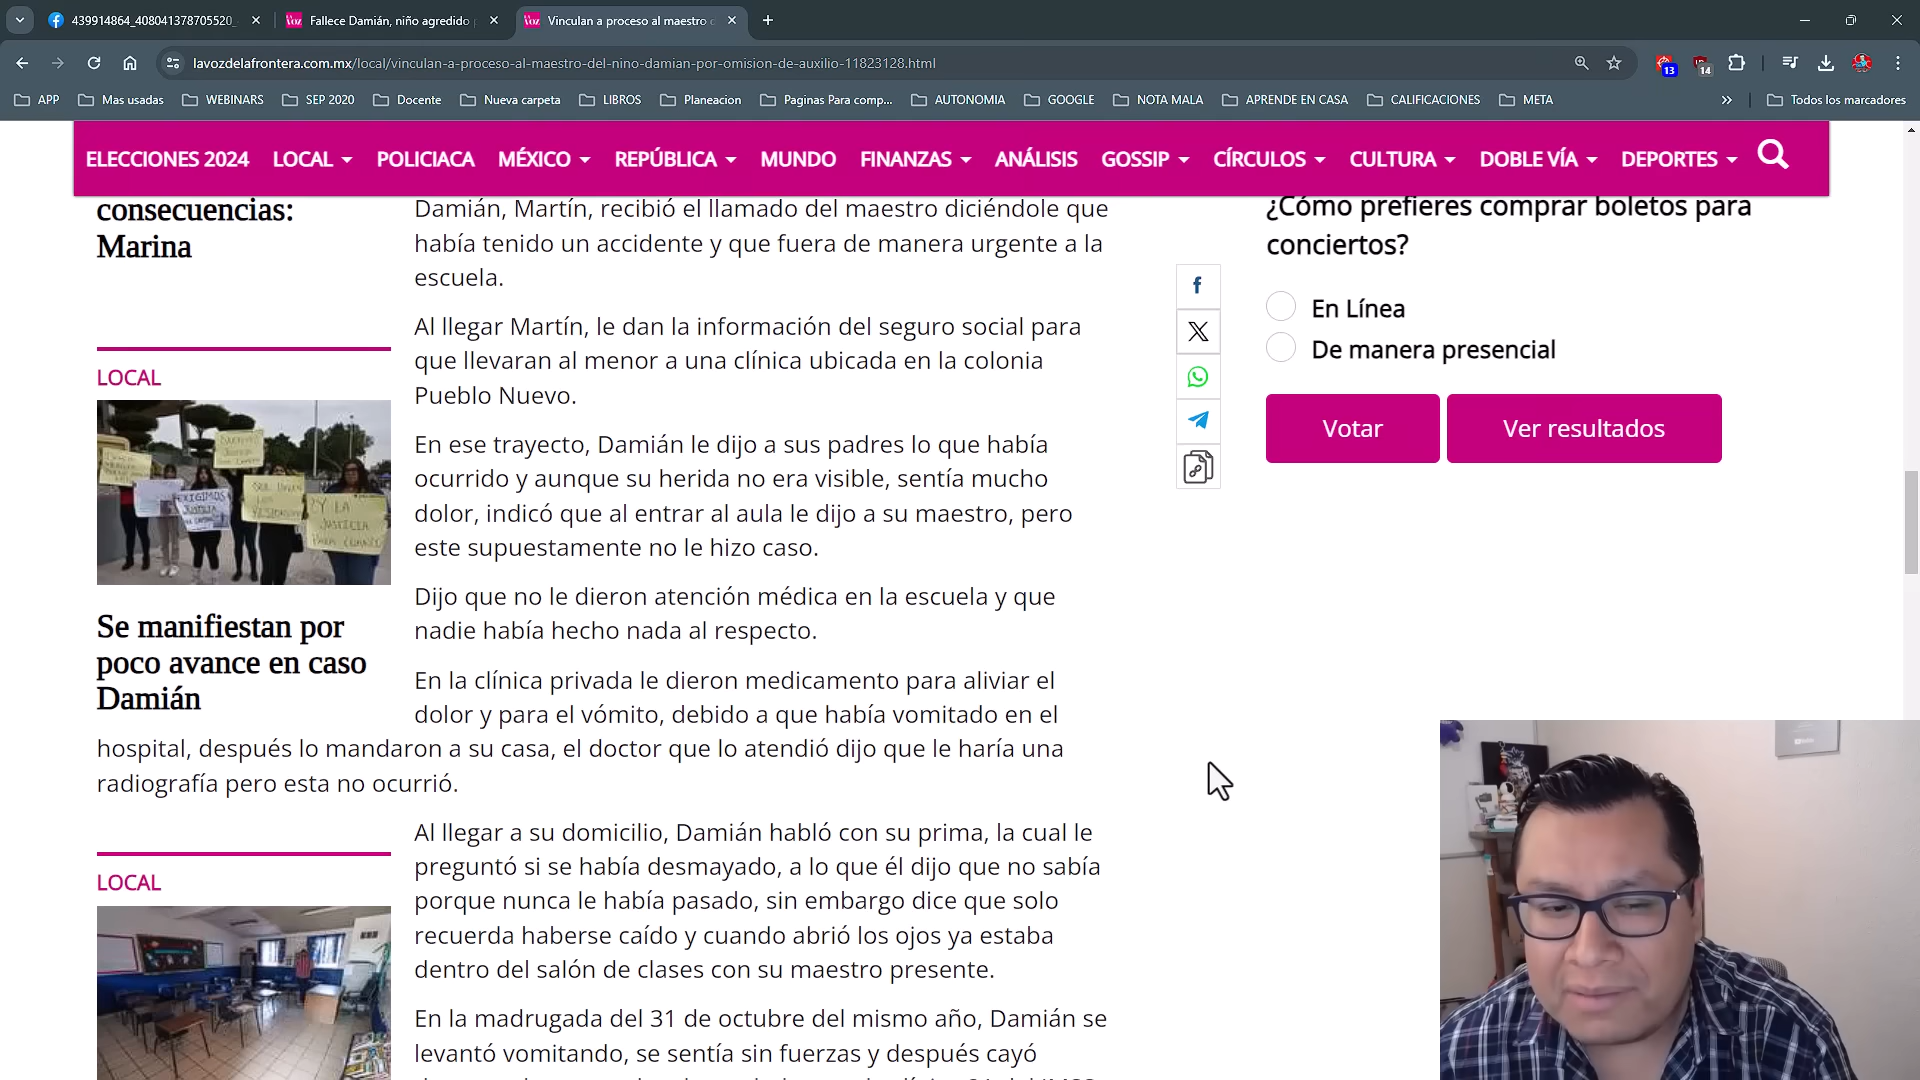 439914864_408041378705520_
Fallece Damián, niño agredido
Vinculan a proceso al maestro
lavozdelafrontera.com.mx/local/vinculan-a-proceso-al-maestro-del-nino-damian-por-omision-de-auxilio-11823128.html
13
14
APP
Mas usadas
WEBINARS
SEP 2020
Docente
Nueva carpeta
LIBROS
Planeacion
Paginas Para comp...
AUTONOMIA
GOOGLE
NOTA MALA
APRENDE EN CASA
CALIFICACIONES
META
Todos los marcadores
ELECCIONES 2024 LOCAL POLICIACA MÉXICO REPÚBLICA MUNDO FINANZAS ANÁLISIS GOSSIP CÍRCULOS CULTURA DOBLE VÍA DEPORTES
consecuencias:
Marina
LOCAL
Se manifiestan por
poco avance en caso
Damián
LOCAL
Damián, Martín, recibió el llamado del maestro diciéndole que
había tenido un accidente y que fuera de manera urgente a la
escuela.
Al llegar Martín, le dan la información del seguro social para
que llevaran al menor a una clínica ubicada en la colonia
Pueblo Nuevo.
En ese trayecto, Damián le dijo a sus padres lo que había
ocurrido y aunque su herida no era visible, sentía mucho
dolor, indicó que al entrar al aula le dijo a su maestro, pero
este supuestamente no le hizo caso.
Dijo que no le dieron atención médica en la escuela y que
nadie había hecho nada al respecto.
En la clínica privada le dieron medicamento para aliviar el
dolor y para el vómito, debido a que había vomitado en el
hospital, después lo mandaron a su casa, el doctor que lo atendió dijo que le haría una
radiografía pero esta no ocurrió.
Al llegar a su domicilio, Damián habló con su prima, la cual le
preguntó si se había desmayado, a lo que él dijo que no sabía
porque nunca le había pasado, sin embargo dice que solo
recuerda haberse caído y cuando abrió los ojos ya estaba
dentro del salón de clases con su maestro presente.
En la madrugada del 31 de octubre del mismo año, Damián se
levantó vomitando, se sentía sin fuerzas y después cayó
¿Cómo prefieres comprar boletos para
conciertos?
En Línea
De manera presencial
Votar
Ver resultados